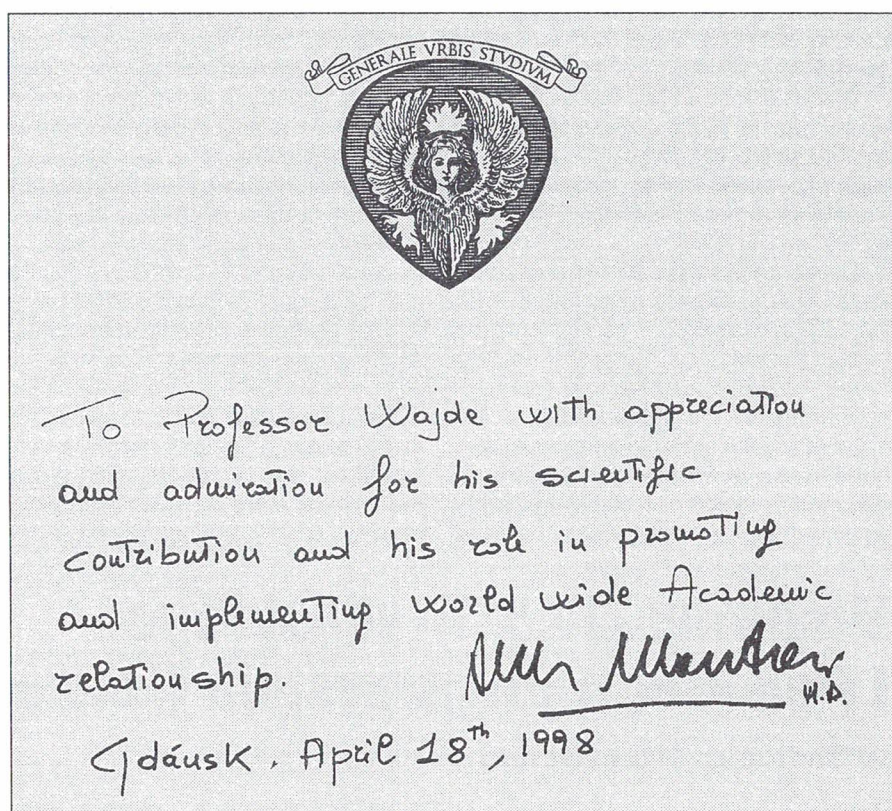 GENERALE VRBIS STVDIVM
To Professor Wajde with appreciation
and admiration for his scientific
contribution and his role in promoting
and implementing world wide Academic
relationship.
M.D.
Gdánsk. April 18th, 1998